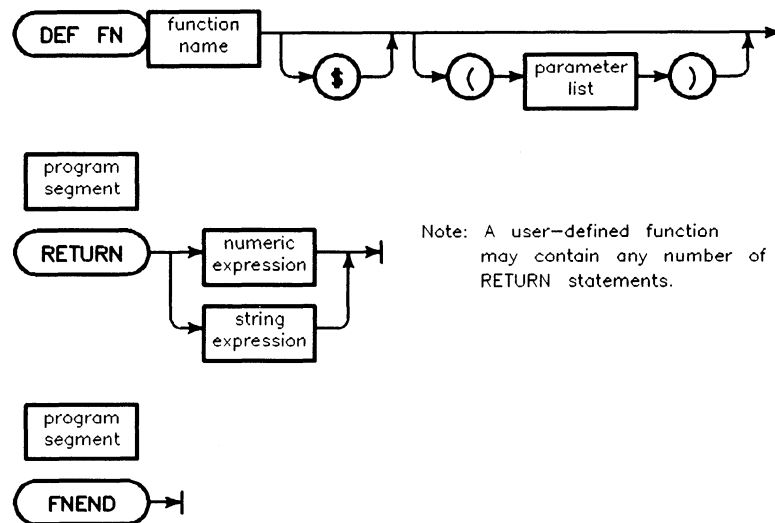 DEF FN
function
name
$
(
parameter
list
)
program
segment
RETURN
numeric
expression
string
expression
Note: A user-defined function
may contain any number of
RETURN statements.
program
segment
FNEND